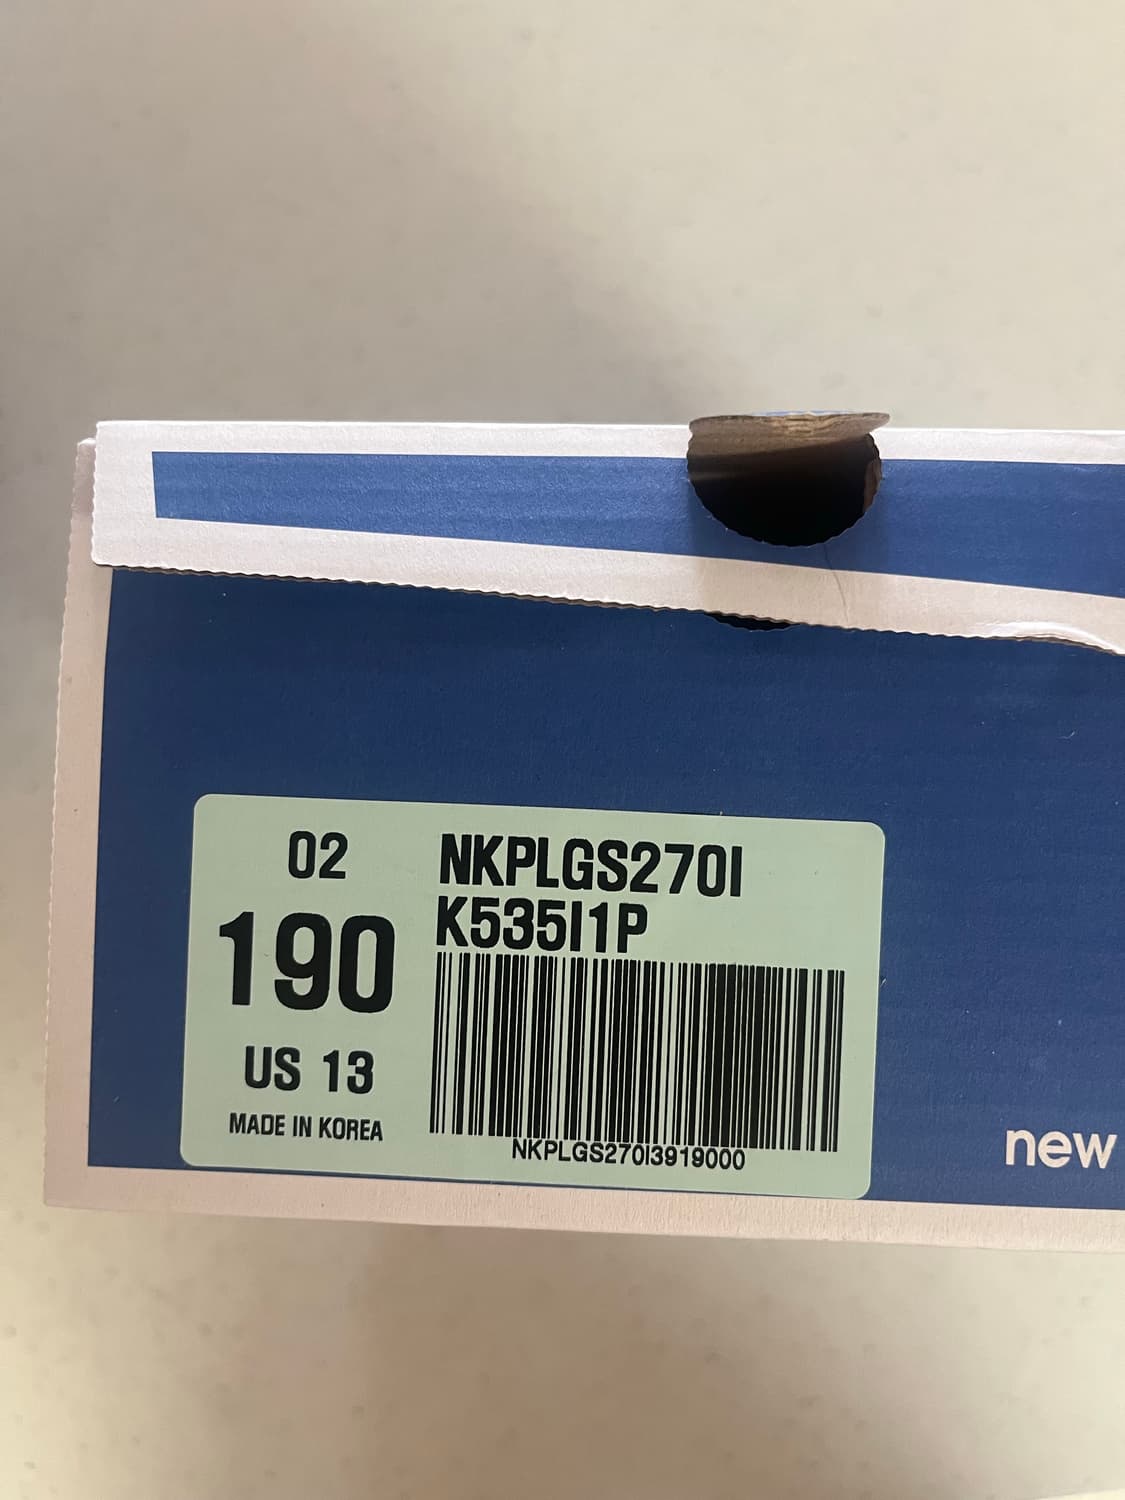 02
190
US 13
MADE IN KOREA
NKPLGS270I
K535I1P
NKPLGS270I3919000
new